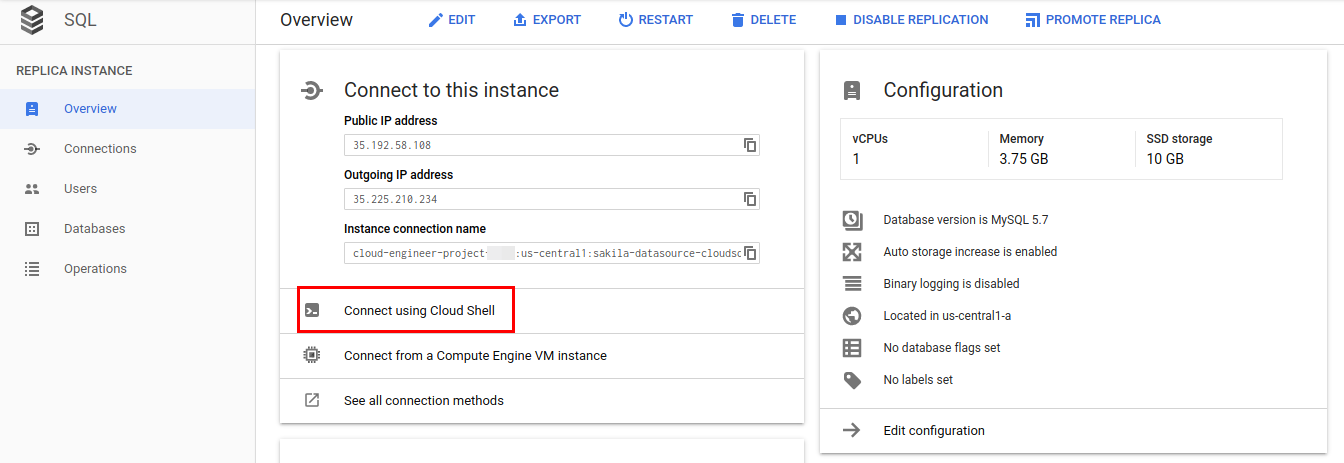 SQL
Overview
EDIT
EXPORT
RESTART
DELETE
DISABLE REPLICATION
PROMOTE REPLICA
REPLICA INSTANCE
Overview
Connections
Users
Databases
Operations
Connect to this instance
Public IP address
35.192.58.108
Outgoing IP address
35.225.210.234
Instance connection name
cloud-engineer-project- :us-central1:sakila-datasource-cloudsc
Connect using Cloud Shell
Connect from a Compute Engine VM instance
See all connection methods
Configuration
vCPUs
1
Memory
3.75 GB
SSD storage
10 GB
Database version is MySQL 5.7
Auto storage increase is enabled
Binary logging is disabled
Located in us-central1-a
No database flags set
No labels set
Edit configuration